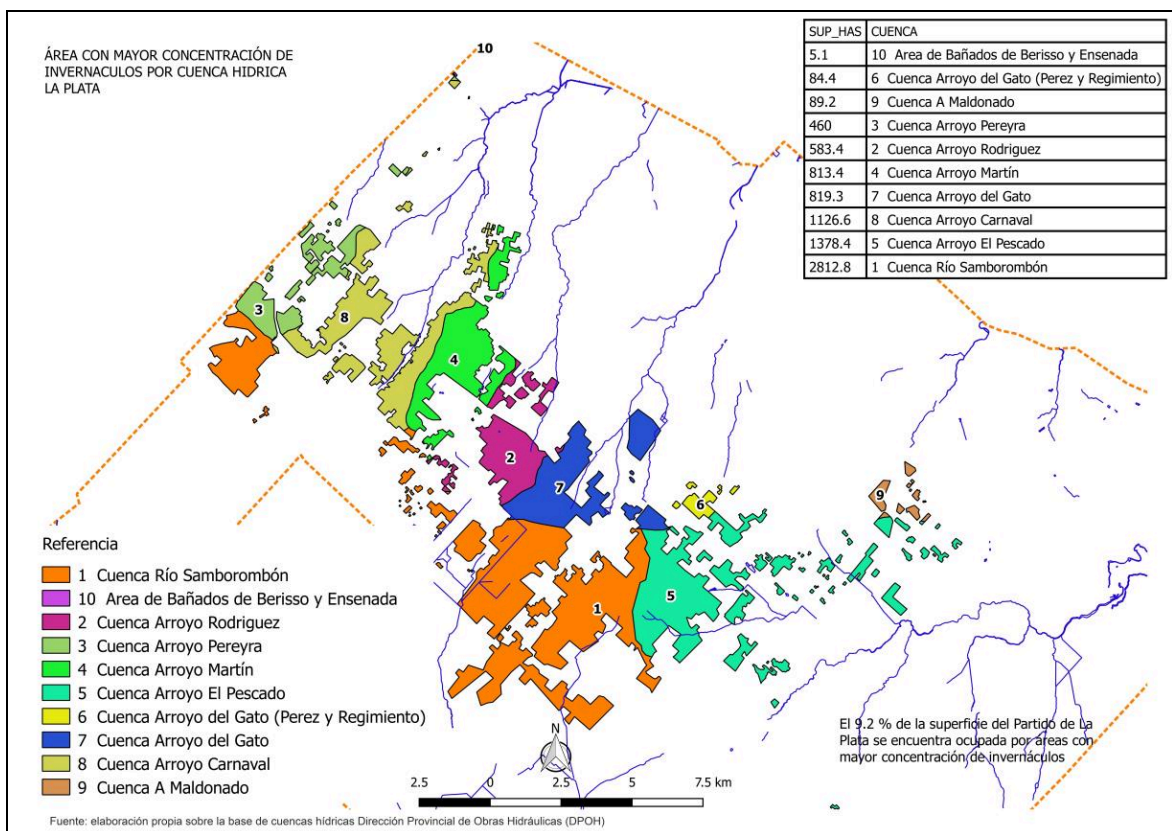 ÁREA CON MAYOR CONCENTRACIÓN DE
INVERNACULOS POR CUENCA HIDRICA
LA PLATA
10
SUP_HAS CUENCA
5.1 10 Area de Bañados de Berisso y Ensenada
84.4 6 Cuenca Arroyo del Gato (Perez y Regimiento)
89.2 9 Cuenca A Maldonado
460 3 Cuenca Arroyo Pereyra
583.4 2 Cuenca Arroyo Rodriguez
813.4 4 Cuenca Arroyo Martín
819.3 7 Cuenca Arroyo del Gato
1126.6 8 Cuenca Arroyo Carnaval
1378.4 5 Cuenca Arroyo El Pescado
2812.8 1 Cuenca Río Samborombón
3
8
4
2
7
9
6
5
1
Referencia
1 Cuenca Río Samborombón
10 Area de Bañados de Berisso y Ensenada
2 Cuenca Arroyo Rodriguez
3 Cuenca Arroyo Pereyra
4 Cuenca Arroyo Martín
5 Cuenca Arroyo El Pescado
6 Cuenca Arroyo del Gato (Perez y Regimiento)
7 Cuenca Arroyo del Gato
8 Cuenca Arroyo Carnaval
9 Cuenca A Maldonado
N
2.5 0 2.5 5 7.5 km
El 9.2 % de la superficie del Partido de La
Plata se encuentra ocupada por áreas con
mayor concentración de invernáculos
Fuente: elaboración propia sobre la base de cuencas hídricas Dirección Provincial de Obras Hidráulicas (DPOH)